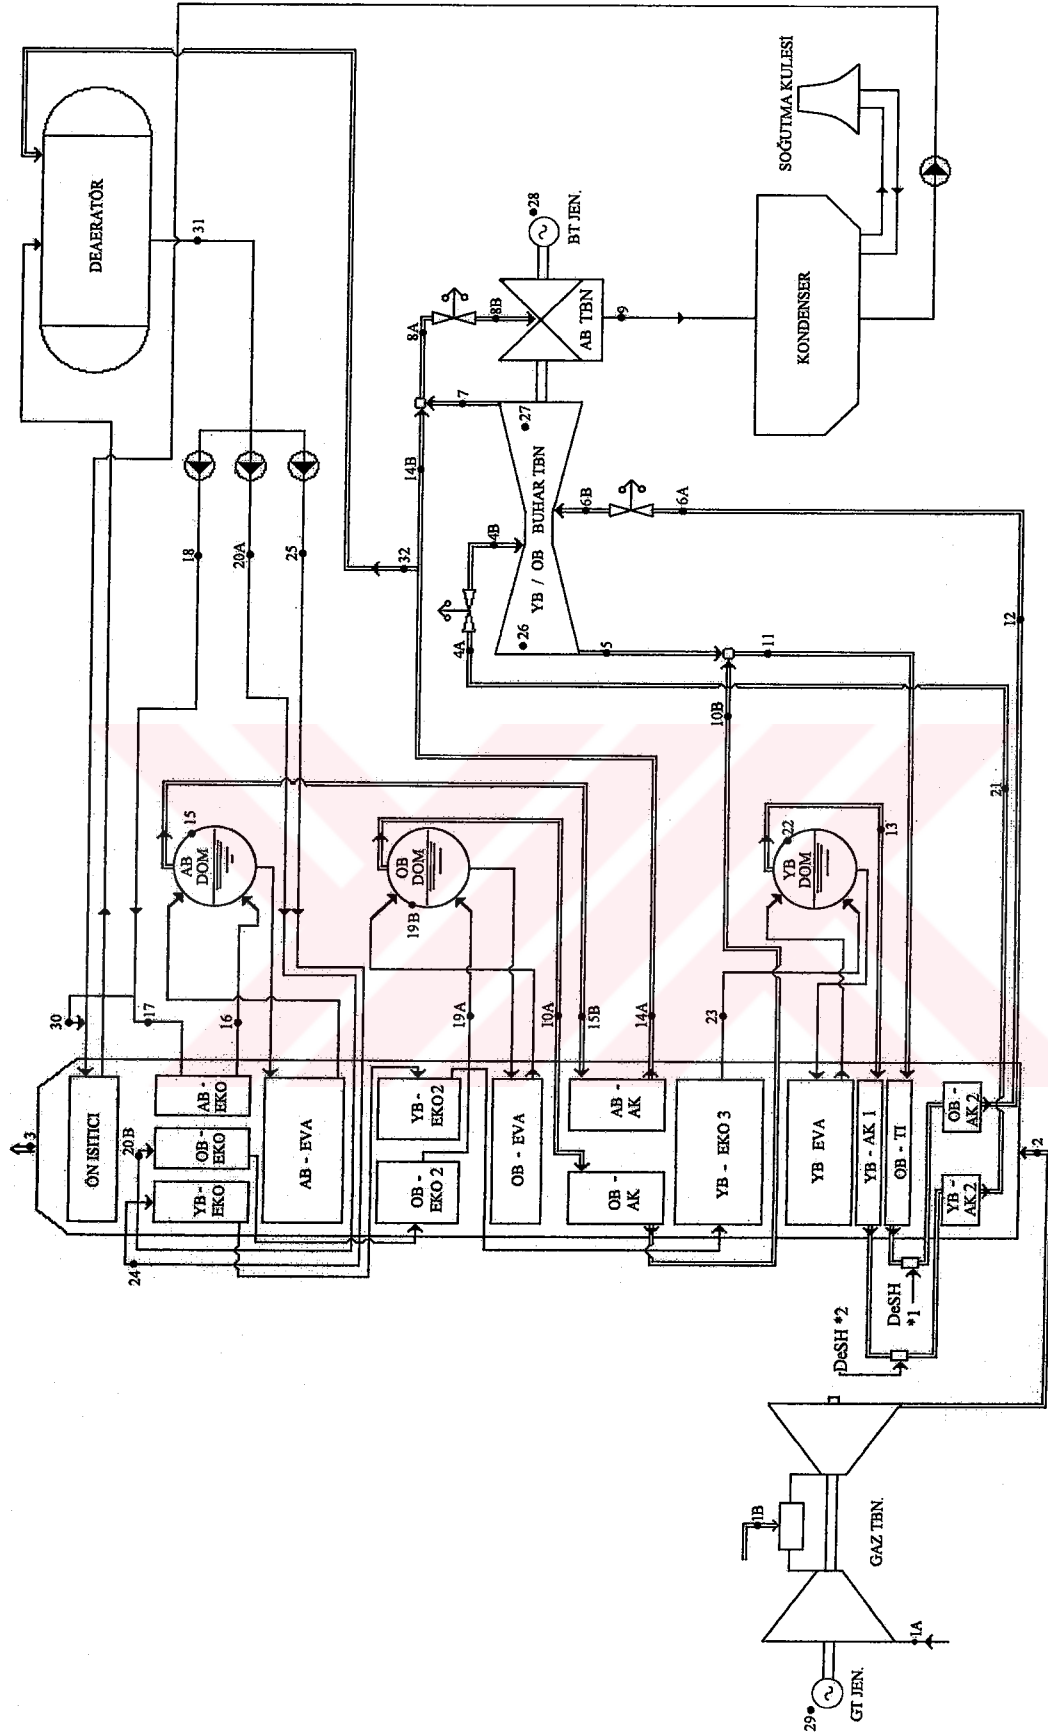 SOĞUTMA KULESİ
DEAERATÖR
31
28
BT JEN.
8A
8B
AB TBN
9
KONDENSER
7
27
14B
18
20A
25
32
4B
4A
YB / OB BUHAR TBN
26
6B
6A
5
11
10B
12
21
AB
DOM
15
OB
DOM
19B
YB
DOM
22
13
30
17
16
19A
10A
15B
14A
23
3
ÖN ISITICI
20B
AB -
EKO
OB -
EKO
YB -
EKO
AB - EVA
YB -
EKO2
OB -
EKO 2
OB - EVA
AB -
AK
OB -
AK
YB - EKO 3
YB EVA
YB - AK 1
OB - TI
OB -
AK 2
YB -
AK 2
2
24
DeSH *2
DeSH
*1
1B
GAZ TBN.
1A
29
GT JEN.